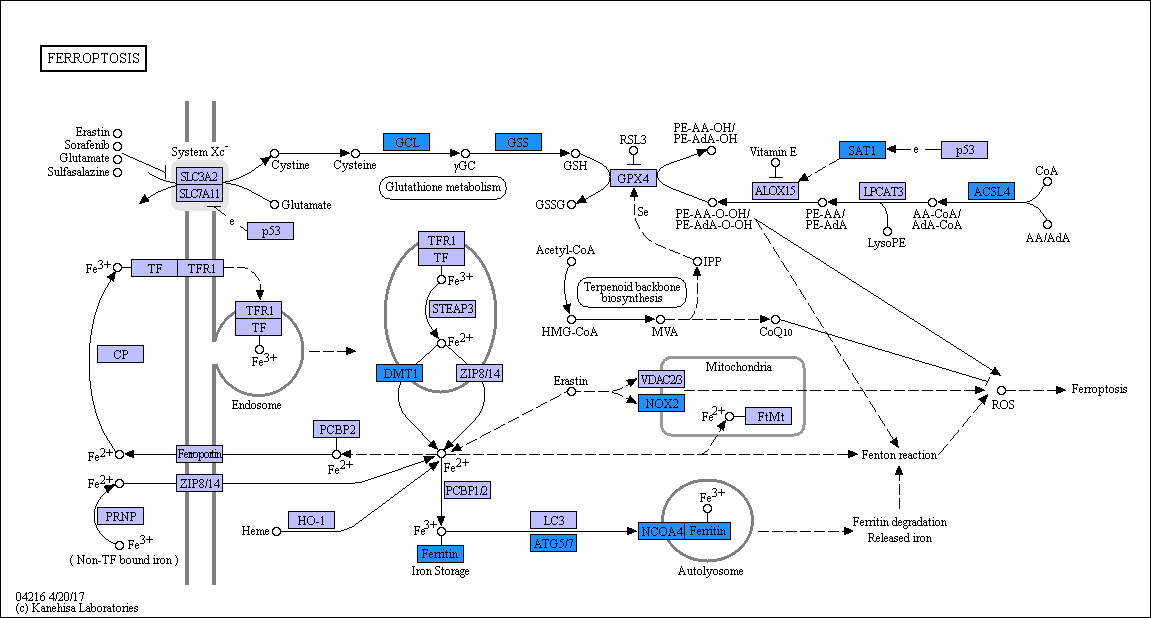 FERROPTOSIS
Erastin
Sorafenib
Glutamate
Sulfasalazine
System Xc-
SLC3A2
SLC7A11
Cystine
Glutamate
e
p53
Cysteine
GCL
γGC
GSS
GSH
Glutathione metabolism
GSSG
RSL3
GPX4
Se
PE-AA-OH/
PE-AdA-OH
PE-AA-O-OH/
PE-AdA-O-OH
Vitamin E
ALOX15
SAT1
e
p53
PE-AA/
PE-AdA
LPCAT3
LysoPE
AA-CoA/
AdA-CoA
ACSL4
CoA
AA/AdA
Fe3+
TF
TFR1
TFR1
TF
Fe3+
Endosome
CP
TFR1
TF
Fe3+
STEAP3
Fe2+
DMT1
ZIP8/14
Acetyl-CoA
IPP
Terpenoid backbone
biosynthesis
HMG-CoA
MVA
CoQ10
Erastin
Mitochondria
VDAC2/3
NOX2
Fe2+
FtMt
ROS
Ferroptosis
Fe2+
Ferroportin
PCBP2
Fe2+
Fe2+
Fenton reaction
Fe2+
ZIP8/14
PRNP
Fe3+
( Non-TF bound iron )
Heme
HO-1
PCBP1/2
Fe3+
Ferritin
Iron Storage
LC3
ATG5/7
Fe3+
NCOA4
Ferritin
Autolyosome
Ferritin degradation
Released iron
04216 4/20/17
(c) Kanehisa Laboratories